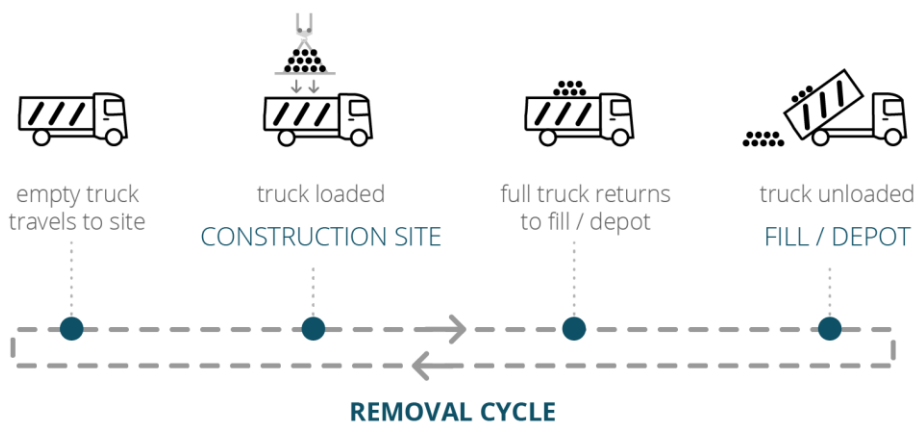 empty truck
travels to site
truck loaded
CONSTRUCTION SITE
full truck returns
to fill / depot
truck unloaded
FILL / DEPOT
REMOVAL CYCLE